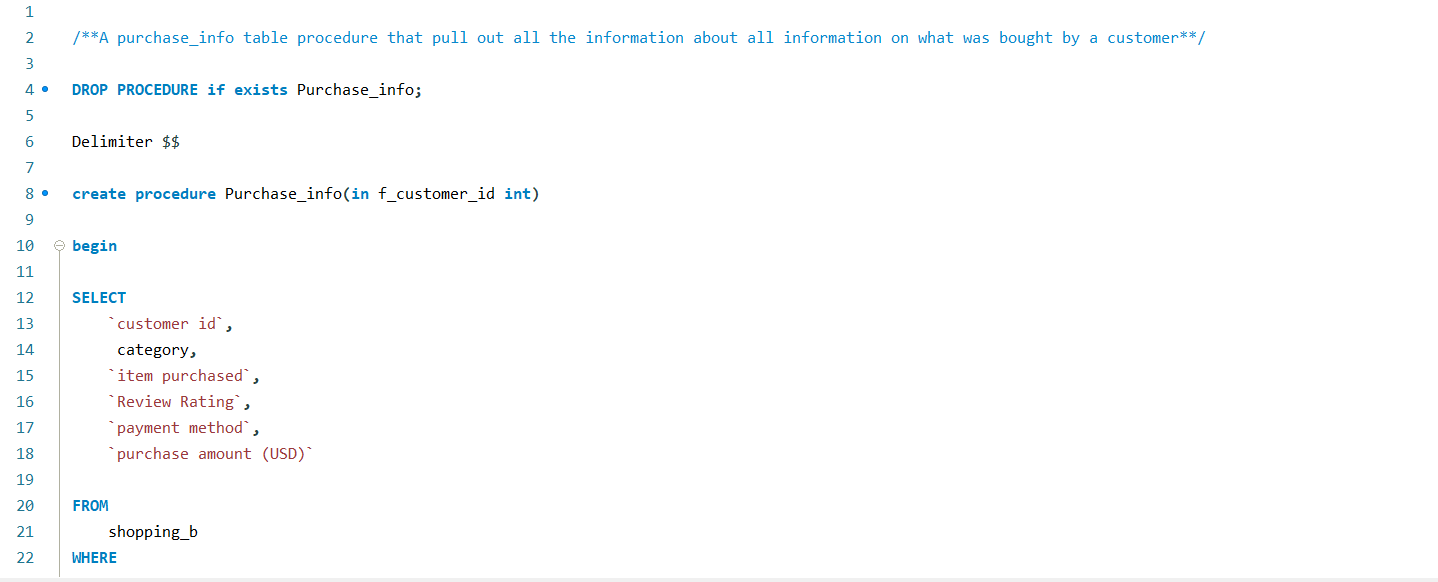 1
2 /**A purchase_info table procedure that pull out all the information about all information on what was bought by a customer**/
3
4 DROP PROCEDURE if exists Purchase_info;
5
6 Delimiter $$
7
8 create procedure Purchase_info(in f_customer_id int)
9
10 begin
11
12 SELECT
13 `customer id`,
14 category,
15 `item purchased`,
16 `Review Rating`,
17 `payment method`,
18 `purchase amount (USD)`
19
20 FROM
21 shopping_b
22 WHERE